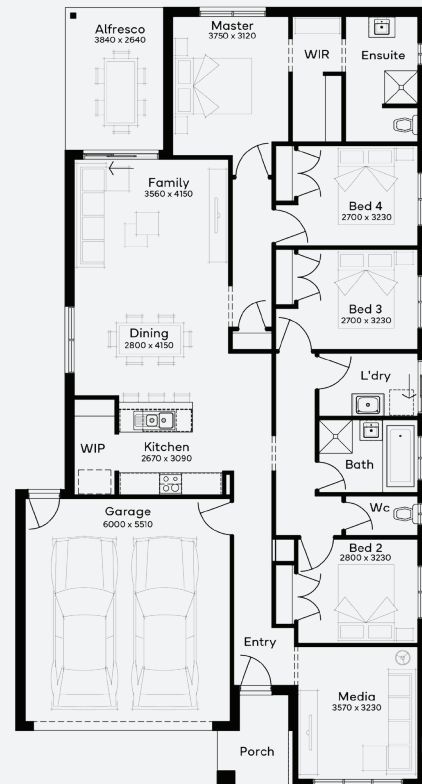 Alfresco
3840 x 2640
Master
3750 x 3120
WIR
Ensuite
Family
3560 x 4150
Bed 4
2700 x 3230
Bed 3
2700 x 3230
Dining
2800 x 4150
L'dry
WIP
Kitchen
2670 x 3090
Bath
Wc
Garage
6000 x 5510
Bed 2
2800 x 3230
Entry
Media
3570 x 3230
Porch